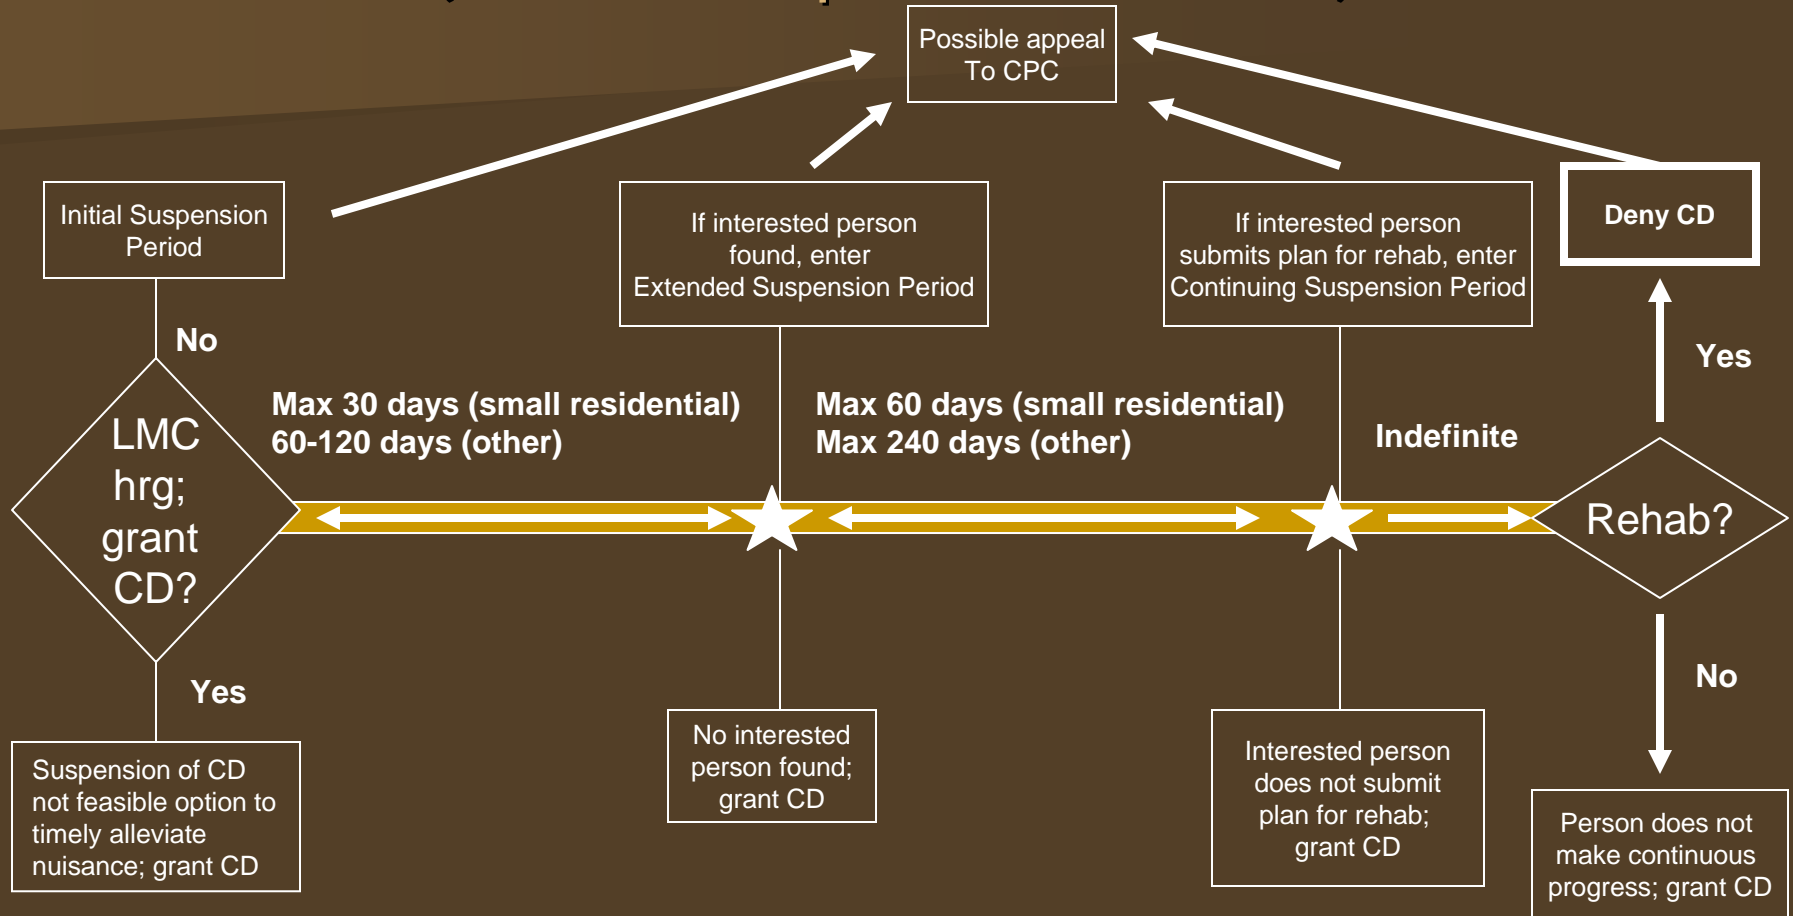 Possible appeal
To CPC
Initial Suspension
Period
If interested person
found, enter
Extended Suspension Period
If interested person
submits plan for rehab, enter
Continuing Suspension Period
Deny CD
No
Yes
Max 30 days (small residential)
60-120 days (other)
Max 60 days (small residential)
Max 240 days (other)
Indefinite
LMC
hrg;
grant
CD?
Rehab?
Yes
No
Suspension of CD
not feasible option to
timely alleviate
nuisance; grant CD
No interested
person found;
grant CD
Interested person
does not submit
plan for rehab;
grant CD
Person does not
make continuous
progress; grant CD